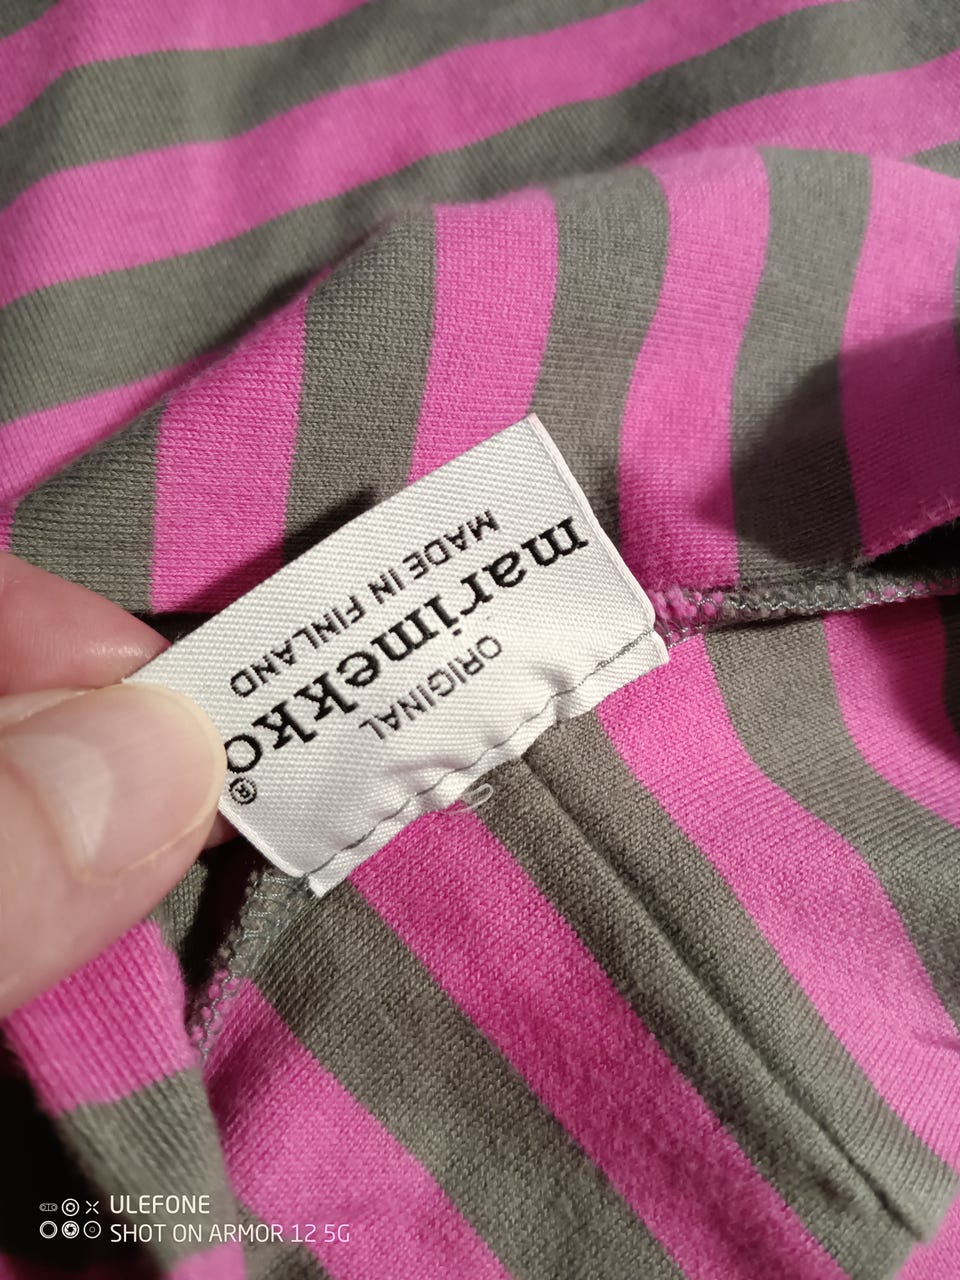 ORIGINAL
marimekko®
MADE IN FINLAND
ULEFONE
SHOT ON ARMOR 12 5G